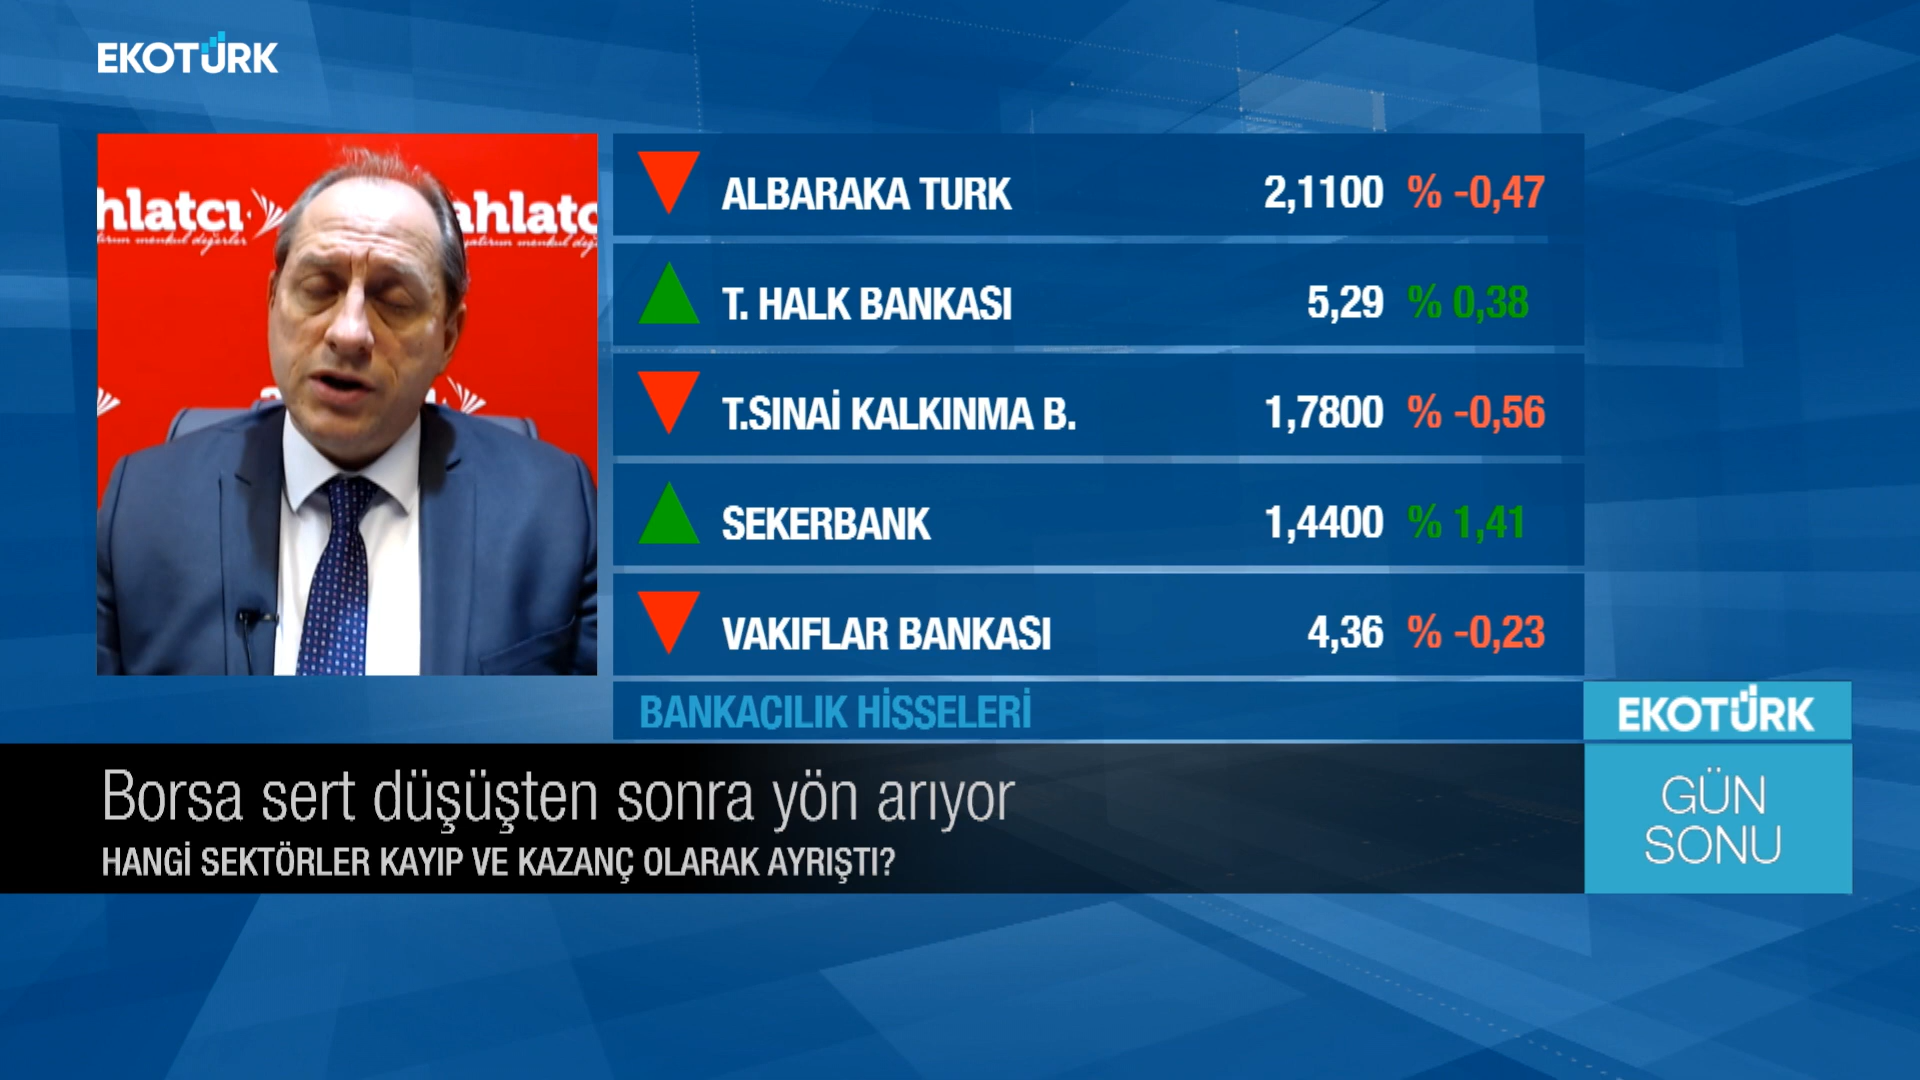 EKOTÜRK
hlatcı
ahlatc
ALBARAKA TURK 2,1100 % -0,47
T. HALK BANKASI 5,29 % 0,38
T.SINAİ KALKINMA B. 1,7800 % -0,56
SEKERBANK 1,4400 % 1,41
VAKIFLAR BANKASI 4,36 % -0,23
BANKACILIK HİSSELERİ
EKOTÜRK
Borsa sert düşüşten sonra yön arıyor
HANGİ SEKTÖRLER KAYIP VE KAZANÇ OLARAK AYRIŞTI?
GÜN
SONU